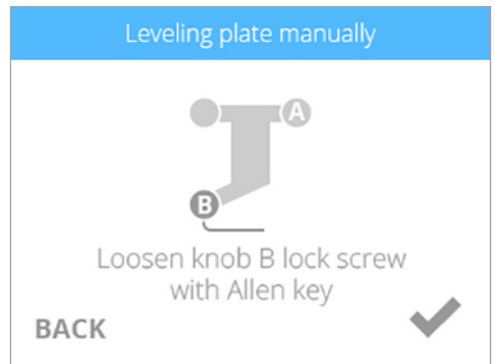 Leveling plate manually
A
B
Loosen knob B lock screw
with Allen key
BACK